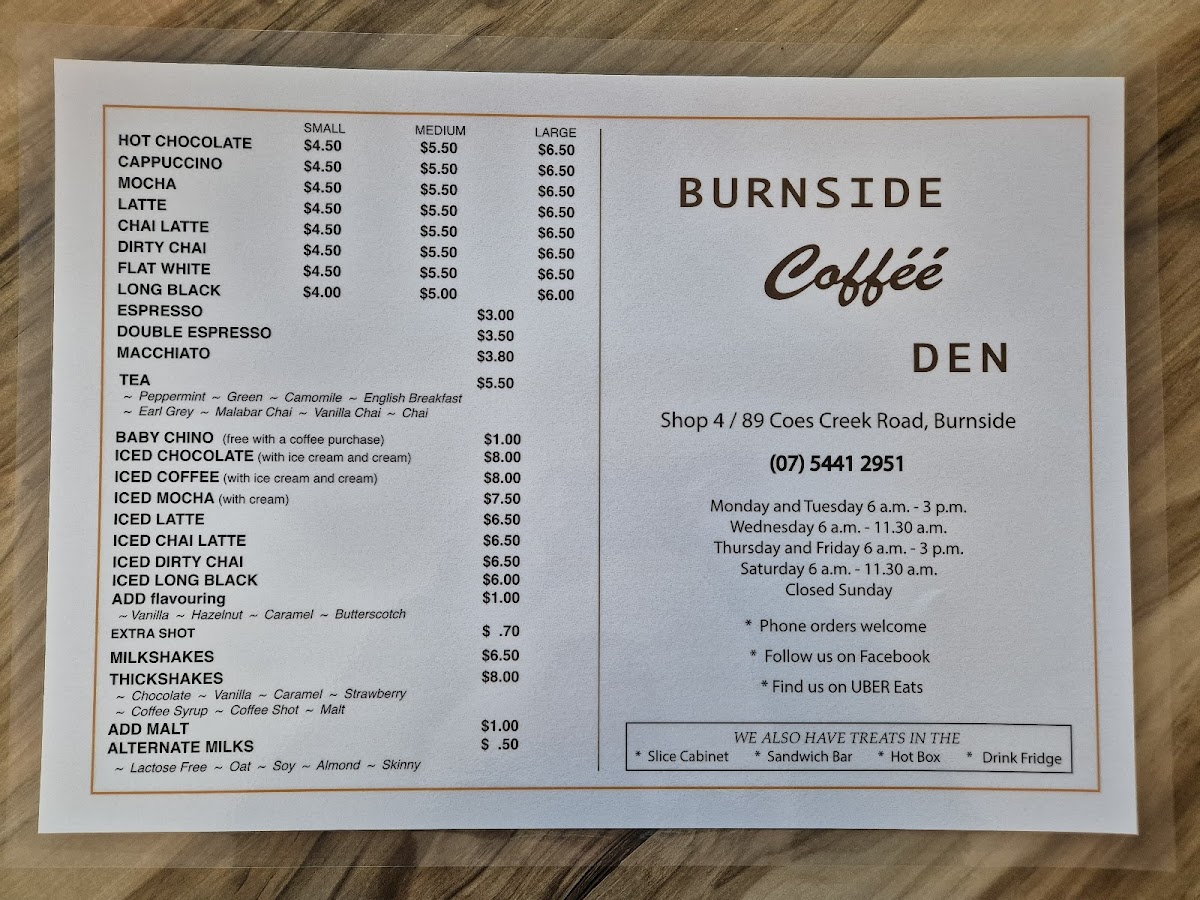 SMALL MEDIUM LARGE
HOT CHOCOLATE $4.50 $5.50 $6.50
CAPPUCCINO $4.50 $5.50 $6.50
MOCHA $4.50 $5.50 $6.50
LATTE $4.50 $5.50 $6.50
CHAI LATTE $4.50 $5.50 $6.50
DIRTY CHAI $4.50 $5.50 $6.50
FLAT WHITE $4.50 $5.50 $6.50
LONG BLACK $4.00 $5.00 $6.00
ESPRESSO $3.00
DOUBLE ESPRESSO $3.50
MACCHIATO $3.80
TEA $5.50
~ Peppermint ~ Green ~ Camomile ~ English Breakfast
~ Earl Grey ~ Malabar Chai ~ Vanilla Chai ~ Chai
BABY CHINO (free with a coffee purchase) $1.00
ICED CHOCOLATE (with ice cream and cream) $8.00
ICED COFFEE (with ice cream and cream) $8.00
ICED MOCHA (with cream) $7.50
ICED LATTE $6.50
ICED CHAI LATTE $6.50
ICED DIRTY CHAI $6.50
ICED LONG BLACK $6.00
ADD flavouring $1.00
~ Vanilla ~ Hazelnut ~ Caramel ~ Butterscotch
EXTRA SHOT $ .70
MILKSHAKES $6.50
THICKSHAKES $8.00
~ Chocolate ~ Vanilla ~ Caramel ~ Strawberry
~ Coffee Syrup ~ Coffee Shot ~ Malt
ADD MALT $1.00
ALTERNATE MILKS $ .50
~ Lactose Free ~ Oat ~ Soy ~ Almond ~ Skinny
BURNSIDE
Cofféé
DEN
Shop 4 / 89 Coes Creek Road, Burnside
(07) 5441 2951
Monday and Tuesday 6 a.m. - 3 p.m.
Wednesday 6 a.m. - 11.30 a.m.
Thursday and Friday 6 a.m. - 3 p.m.
Saturday 6 a.m. - 11.30 a.m.
Closed Sunday
* Phone orders welcome
* Follow us on Facebook
* Find us on UBER Eats
WE ALSO HAVE TREATS IN THE
* Slice Cabinet * Sandwich Bar * Hot Box * Drink Fridge